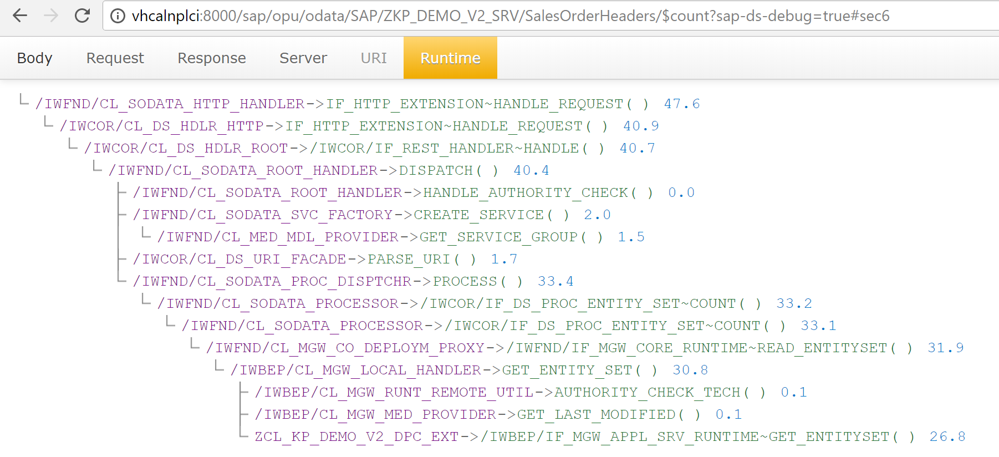 vhcalnplci:8000/sap/opu/odata/SAP/ZKP_DEMO_V2_SRV/SalesOrderHeaders/$count?sap-ds-debug=true#sec6
Body Request Response Server URI Runtime
/IWFND/CL_SODATA_HTTP_HANDLER->IF_HTTP_EXTENSION~HANDLE_REQUEST( ) 47.6
/IWCOR/CL_DS_HDLR_HTTP->IF_HTTP_EXTENSION~HANDLE_REQUEST( ) 40.9
/IWCOR/CL_DS_HDLR_ROOT->/IWCOR/IF_REST_HANDLER~HANDLE( ) 40.7
/IWFND/CL_SODATA_ROOT_HANDLER->DISPATCH( ) 40.4
/IWFND/CL_SODATA_ROOT_HANDLER->HANDLE_AUTHORITY_CHECK( ) 0.0
/IWFND/CL_SODATA_SVC_FACTORY->CREATE_SERVICE( ) 2.0
/IWFND/CL_MED_MDL_PROVIDER->GET_SERVICE_GROUP( ) 1.5
/IWCOR/CL_DS_URI_FACADE->PARSE_URI( ) 1.7
/IWFND/CL_SODATA_PROC_DISPTCHR->PROCESS( ) 33.4
/IWFND/CL_SODATA_PROCESSOR->/IWCOR/IF_DS_PROC_ENTITY_SET~COUNT( ) 33.2
/IWFND/CL_SODATA_PROCESSOR->/IWCOR/IF_DS_PROC_ENTITY_SET~COUNT( ) 33.1
/IWFND/CL_MGW_CO_DEPLOYM_PROXY->/IWFND/IF_MGW_CORE_RUNTIME~READ_ENTITYSET( ) 31.9
/IWBEP/CL_MGW_LOCAL_HANDLER->GET_ENTITY_SET( ) 30.8
/IWBEP/CL_MGW_RUNT_REMOTE_UTIL->AUTHORITY_CHECK_TECH( ) 0.1
/IWBEP/CL_MGW_MED_PROVIDER->GET_LAST_MODIFIED( ) 0.1
ZCL_KP_DEMO_V2_DPC_EXT->/IWBEP/IF_MGW_APPL_SRV_RUNTIME~GET_ENTITYSET( ) 26.8